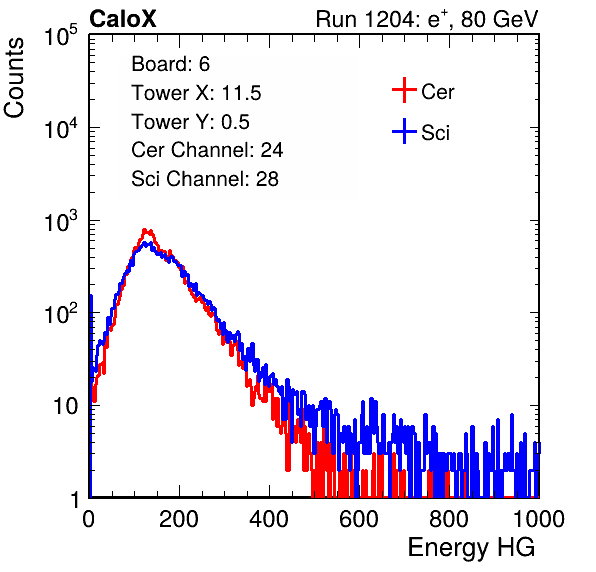 CaloX Run 1204: e⁺, 80 GeV
Board: 6
Tower X: 11.5
Tower Y: 0.5
Cer Channel: 24
Sci Channel: 28
Cer
Sci
Counts
10⁵
10⁴
10³
10²
10
1
0 200 400 600 800 1000
Energy HG